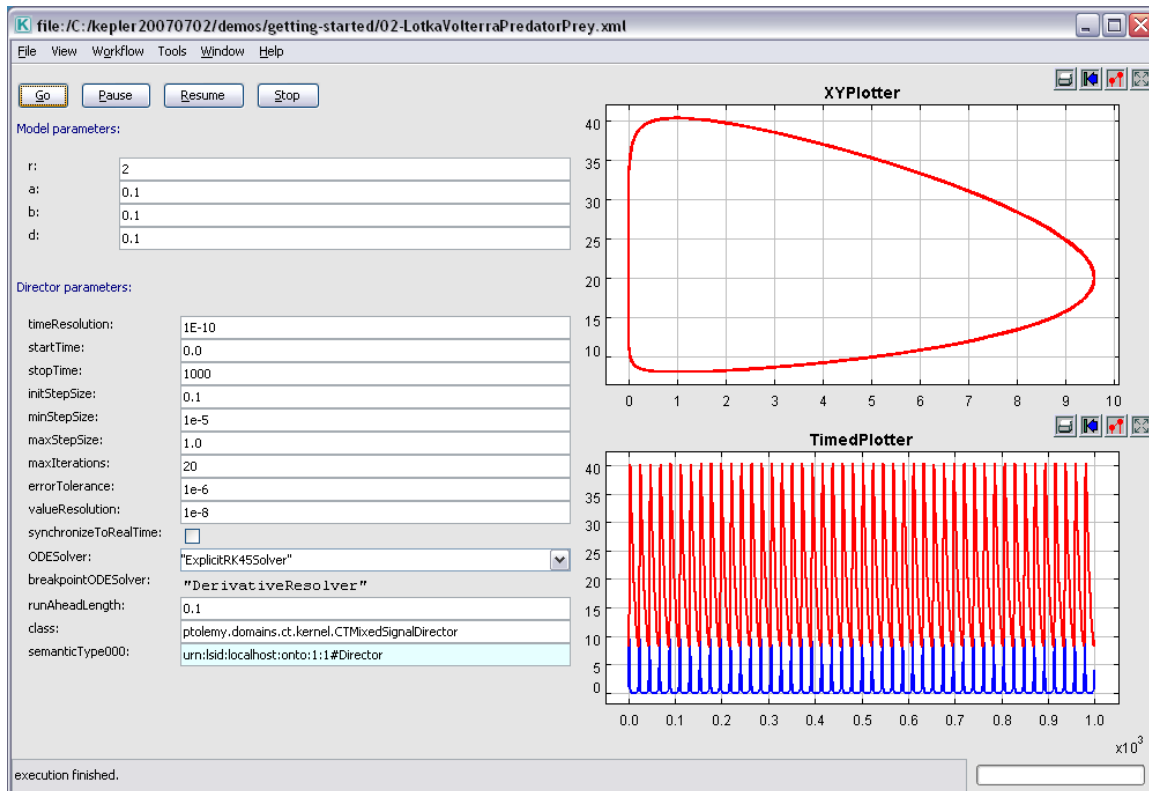 file:/C:/kepler20070702/demos/getting-started/02-LotkaVolterraPredatorPrey.xml
File View Workflow Tools Window Help
Go Pause Resume Stop
Model parameters:
r: 2
a: 0.1
b: 0.1
d: 0.1
Director parameters:
timeResolution: 1E-10
startTime: 0.0
stopTime: 1000
initStepSize: 0.1
minStepSize: 1e-5
maxStepSize: 1.0
maxIterations: 20
errorTolerance: 1e-6
valueResolution: 1e-8
synchronizeToRealTime:
ODESolver: "ExplicitRK45Solver"
breakpointODESolver: "DerivativeResolver"
runAheadLength: 0.1
class: ptolemy.domains.ct.kernel.CTMixedSignalDirector
semanticType000: urn:lsid:localhost:onto:1:1#Director
XYPlotter
40
35
30
25
20
15
10
0 1 2 3 4 5 6 7 8 9 10
TimedPlotter
40
35
30
25
20
15
10
5
0
0.0 0.1 0.2 0.3 0.4 0.5 0.6 0.7 0.8 0.9 1.0
x10³
execution finished.